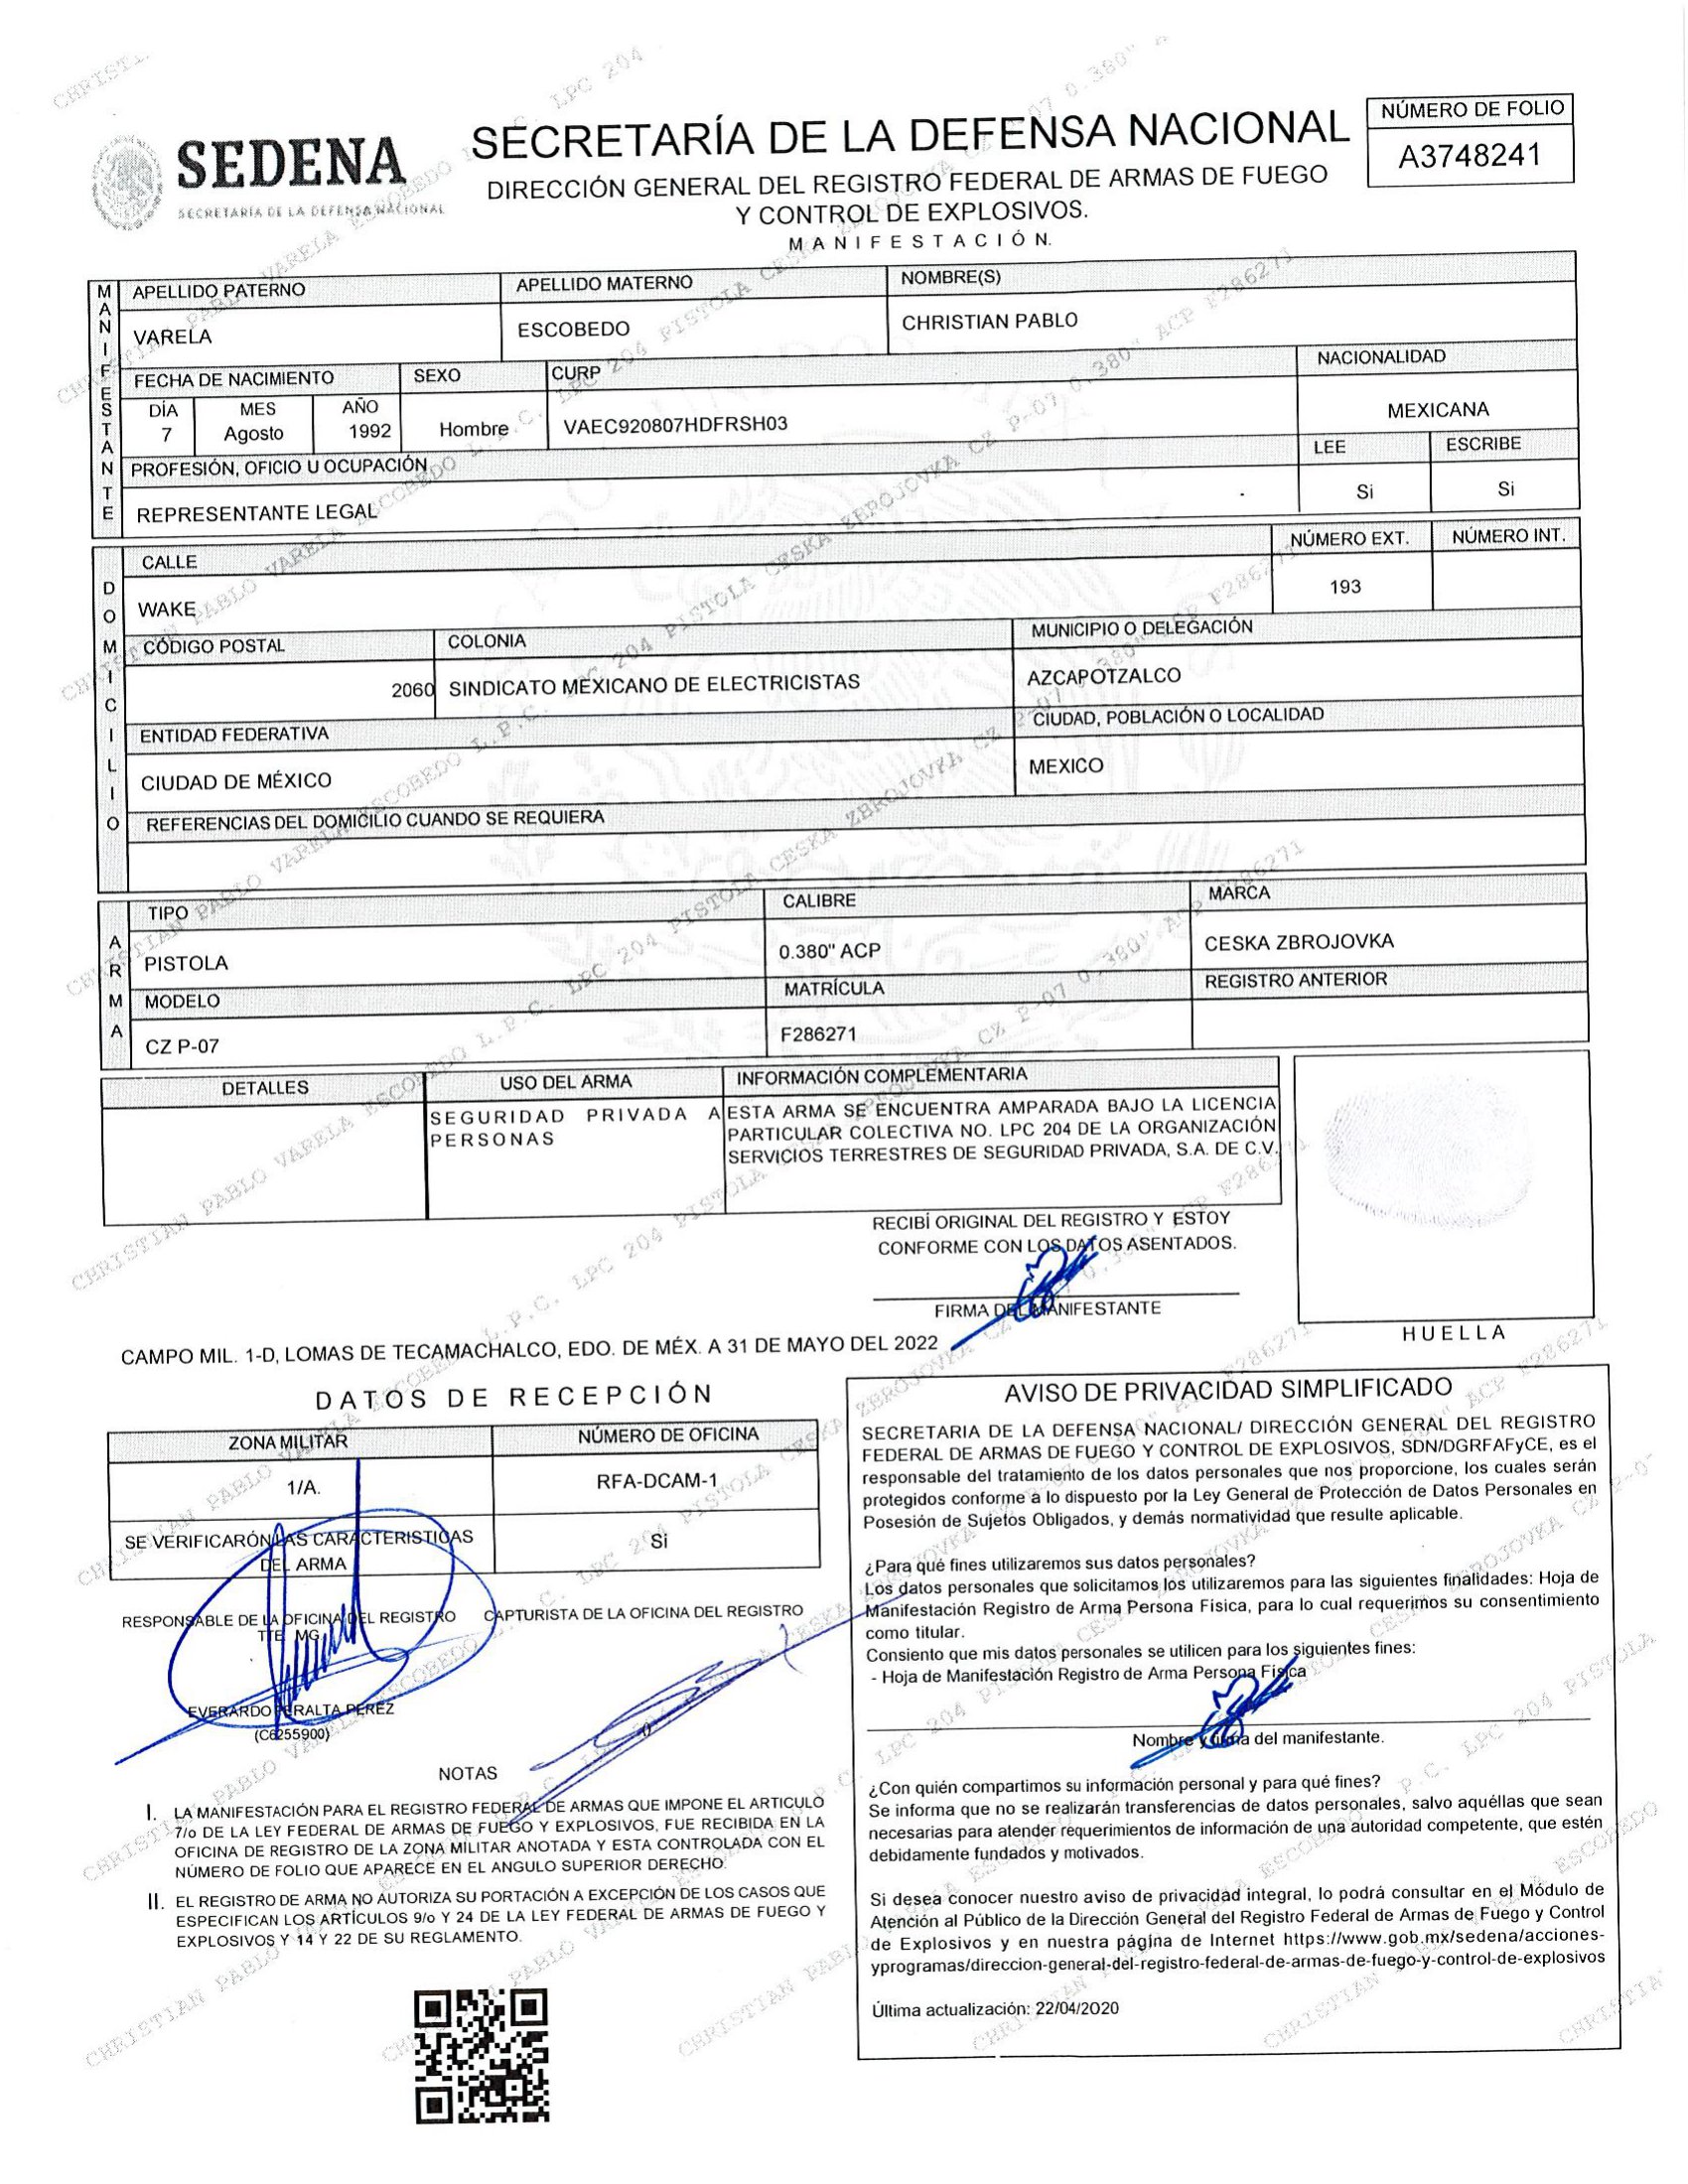 SEDENA
SECRETARÍA DE LA DEFENSA NACIONAL
SECRETARÍA DE LA DEFENSA NACIONAL
DIRECCIÓN GENERAL DEL REGISTRO FEDERAL DE ARMAS DE FUEGO
Y CONTROL DE EXPLOSIVOS.
MANIFESTACIÓN.
NÚMERO DE FOLIO
A3748241
MANIFESTANTE
APELLIDO PATERNO APELLIDO MATERNO NOMBRE(S)
VARELA ESCOBEDO CHRISTIAN PABLO
FECHA DE NACIMIENTO SEXO CURP NACIONALIDAD
DÍA MES AÑO
7 Agosto 1992 Hombre VAEC920807HDFRSH03 MEXICANA
PROFESIÓN, OFICIO U OCUPACIÓN LEE ESCRIBE
REPRESENTANTE LEGAL Si Si
DOMICILIO
CALLE NÚMERO EXT. NÚMERO INT.
WAKE 193
CÓDIGO POSTAL COLONIA MUNICIPIO O DELEGACIÓN
2060 SINDICATO MEXICANO DE ELECTRICISTAS AZCAPOTZALCO
ENTIDAD FEDERATIVA CIUDAD, POBLACIÓN O LOCALIDAD
CIUDAD DE MÉXICO MEXICO
REFERENCIAS DEL DOMICILIO CUANDO SE REQUIERA
ARMA
TIPO CALIBRE MARCA
PISTOLA 0.380" ACP CESKA ZBROJOVKA
MODELO MATRÍCULA REGISTRO ANTERIOR
CZ P-07 F286271
DETALLES USO DEL ARMA INFORMACIÓN COMPLEMENTARIA
SEGURIDAD PRIVADA A
PERSONAS
ESTA ARMA SE ENCUENTRA AMPARADA BAJO LA LICENCIA
PARTICULAR COLECTIVA NO. LPC 204 DE LA ORGANIZACIÓN
SERVICIOS TERRESTRES DE SEGURIDAD PRIVADA, S.A. DE C.V.
RECIBÍ ORIGINAL DEL REGISTRO Y ESTOY
CONFORME CON LOS DATOS ASENTADOS.
FIRMA DEL MANIFESTANTE
HUELLA
CAMPO MIL. 1-D, LOMAS DE TECAMACHALCO, EDO. DE MÉX. A 31 DE MAYO DEL 2022
DATOS DE RECEPCIÓN
ZONA MILITAR NÚMERO DE OFICINA
1/A. RFA-DCAM-1
SE VERIFICARÓN LAS CARACTERISTICAS
DEL ARMA
Si
RESPONSABLE DE LA OFICINA DEL REGISTRO CAPTURISTA DE LA OFICINA DEL REGISTRO
TTE. MG.
EVERARDO PERALTA PEREZ
(C6255900)
()
NOTAS
I. LA MANIFESTACIÓN PARA EL REGISTRO FEDERAL DE ARMAS QUE IMPONE EL ARTICULO
7/o DE LA LEY FEDERAL DE ARMAS DE FUEGO Y EXPLOSIVOS, FUE RECIBIDA EN LA
OFICINA DE REGISTRO DE LA ZONA MILITAR ANOTADA Y ESTA CONTROLADA CON EL
NÚMERO DE FOLIO QUE APARECE EN EL ANGULO SUPERIOR DERECHO.
II. EL REGISTRO DE ARMA NO AUTORIZA SU PORTACIÓN A EXCEPCIÓN DE LOS CASOS QUE
ESPECIFICAN LOS ARTÍCULOS 9/o Y 24 DE LA LEY FEDERAL DE ARMAS DE FUEGO Y
EXPLOSIVOS Y 14 Y 22 DE SU REGLAMENTO.
AVISO DE PRIVACIDAD SIMPLIFICADO
SECRETARIA DE LA DEFENSA NACIONAL/ DIRECCIÓN GENERAL DEL REGISTRO
FEDERAL DE ARMAS DE FUEGO Y CONTROL DE EXPLOSIVOS, SDN/DGRFAFyCE, es el
responsable del tratamiento de los datos personales que nos proporcione, los cuales serán
protegidos conforme a lo dispuesto por la Ley General de Protección de Datos Personales en
Posesión de Sujetos Obligados, y demás normatividad que resulte aplicable.
¿Para qué fines utilizaremos sus datos personales?
Los datos personales que solicitamos los utilizaremos para las siguientes finalidades: Hoja de
Manifestación Registro de Arma Persona Fisica, para lo cual requerimos su consentimiento
como titular.
Consiento que mis datos personales se utilicen para los siguientes fines:
- Hoja de Manifestación Registro de Arma Persona Física
Nombre y firma del manifestante.
¿Con quién compartimos su información personal y para qué fines?
Se informa que no se realizarán transferencias de datos personales, salvo aquéllas que sean
necesarias para atender requerimientos de información de una autoridad competente, que estén
debidamente fundados y motivados.
Si desea conocer nuestro aviso de privacidad integral, lo podrá consultar en el Módulo de
Atención al Público de la Dirección General del Registro Federal de Armas de Fuego y Control
de Explosivos y en nuestra página de Internet https://www.gob.mx/sedena/acciones-
yprogramas/direccion-general-del-registro-federal-de-armas-de-fuego-y-control-de-explosivos
Última actualización: 22/04/2020